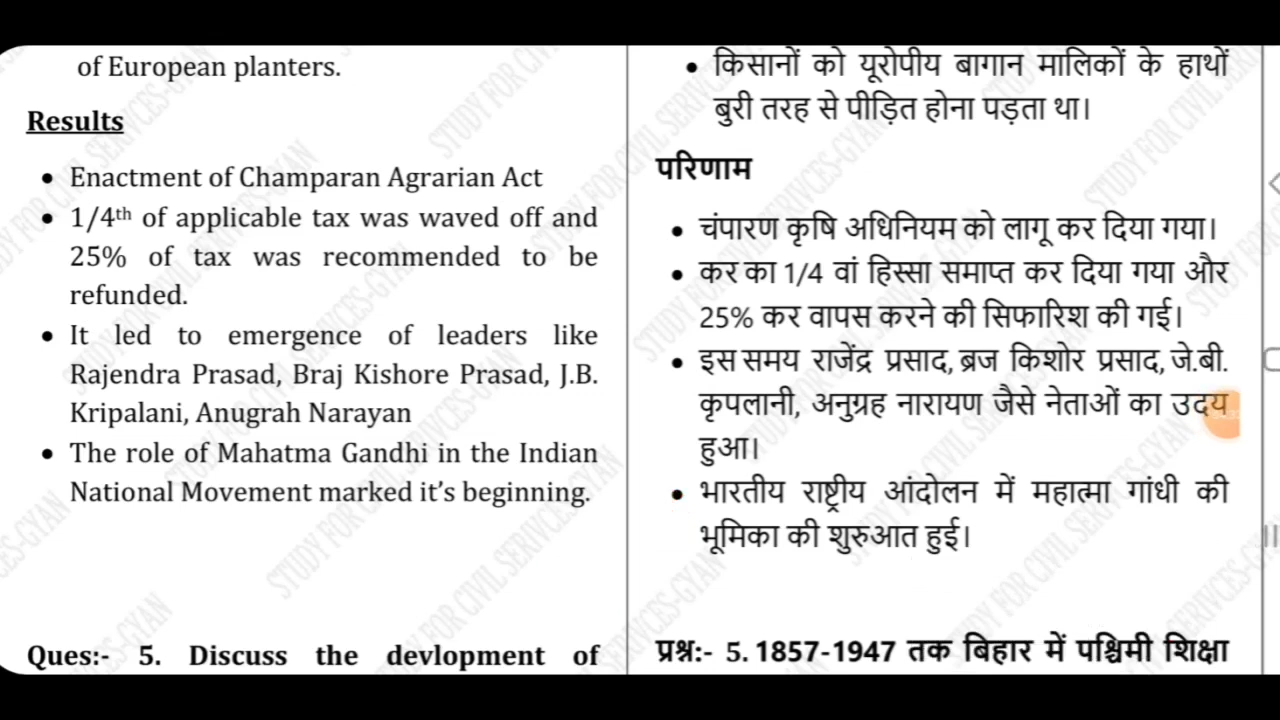 of European planters.
Results
• Enactment of Champaran Agrarian Act
• 1/4th of applicable tax was waved off and
25% of tax was recommended to be
refunded.
• It led to emergence of leaders like
Rajendra Prasad, Braj Kishore Prasad, J.B.
Kripalani, Anugrah Narayan
• The role of Mahatma Gandhi in the Indian
National Movement marked it's beginning.
Ques:- 5. Discuss the devlopment of
• किसानों को यूरोपीय बागान मालिकों के हाथों
बुरी तरह से पीड़ित होना पड़ता था।
परिणाम
• चंपारण कृषि अधिनियम को लागू कर दिया गया।
• कर का 1/4 वां हिस्सा समाप्त कर दिया गया और
25% कर वापस करने की सिफारिश की गई।
• इस समय राजेंद्र प्रसाद, ब्रज किशोर प्रसाद, जे.बी.
कृपलानी, अनुग्रह नारायण जैसे नेताओं का उदय
हुआ।
• भारतीय राष्ट्रीय आंदोलन में महात्मा गांधी की
भूमिका की शुरुआत हुई।
प्रश्न:- 5. 1857-1947 तक बिहार में पश्चिमी शिक्षा
STUDY FOR CIVIL SERIVCES-GYAN